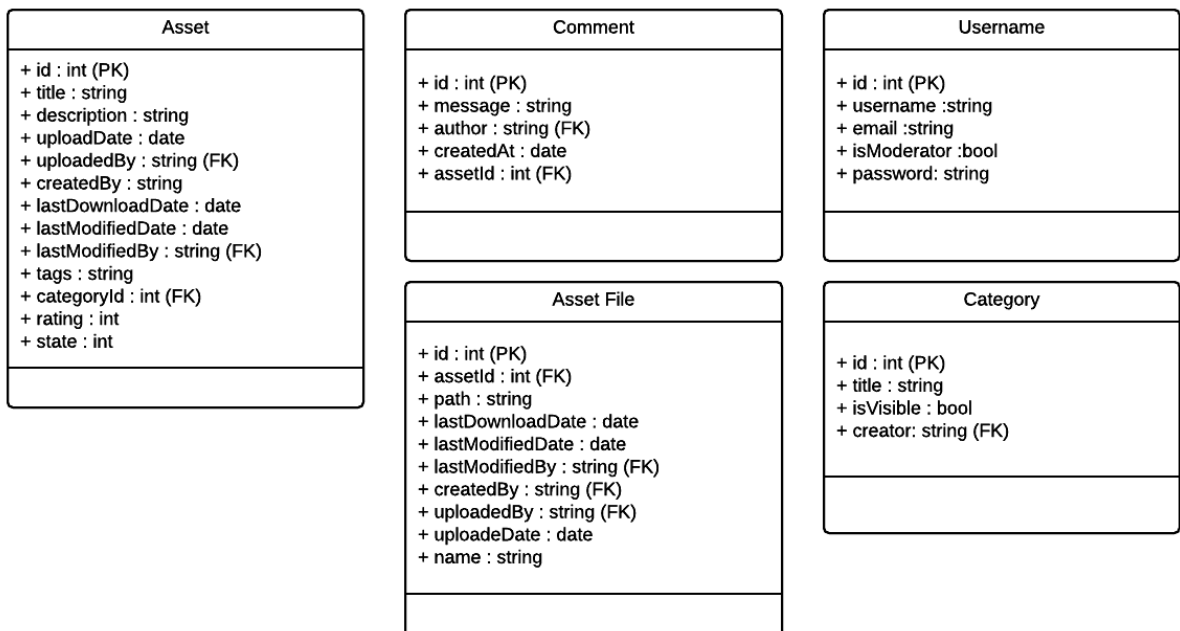 Asset
+ id : int (PK)
+ title : string
+ description : string
+ uploadDate : date
+ uploadedBy : string (FK)
+ createdBy : string
+ lastDownloadDate : date
+ lastModifiedDate : date
+ lastModifiedBy : string (FK)
+ tags : string
+ categoryId : int (FK)
+ rating : int
+ state : int
Comment
+ id : int (PK)
+ message : string
+ author : string (FK)
+ createdAt : date
+ assetId : int (FK)
Username
+ id : int (PK)
+ username :string
+ email :string
+ isModerator :bool
+ password: string
Asset File
+ id : int (PK)
+ assetId : int (FK)
+ path : string
+ lastDownloadDate : date
+ lastModifiedDate : date
+ lastModifiedBy : string (FK)
+ createdBy : string (FK)
+ uploadedBy : string (FK)
+ uploadeDate : date
+ name : string
Category
+ id : int (PK)
+ title : string
+ isVisible : bool
+ creator: string (FK)